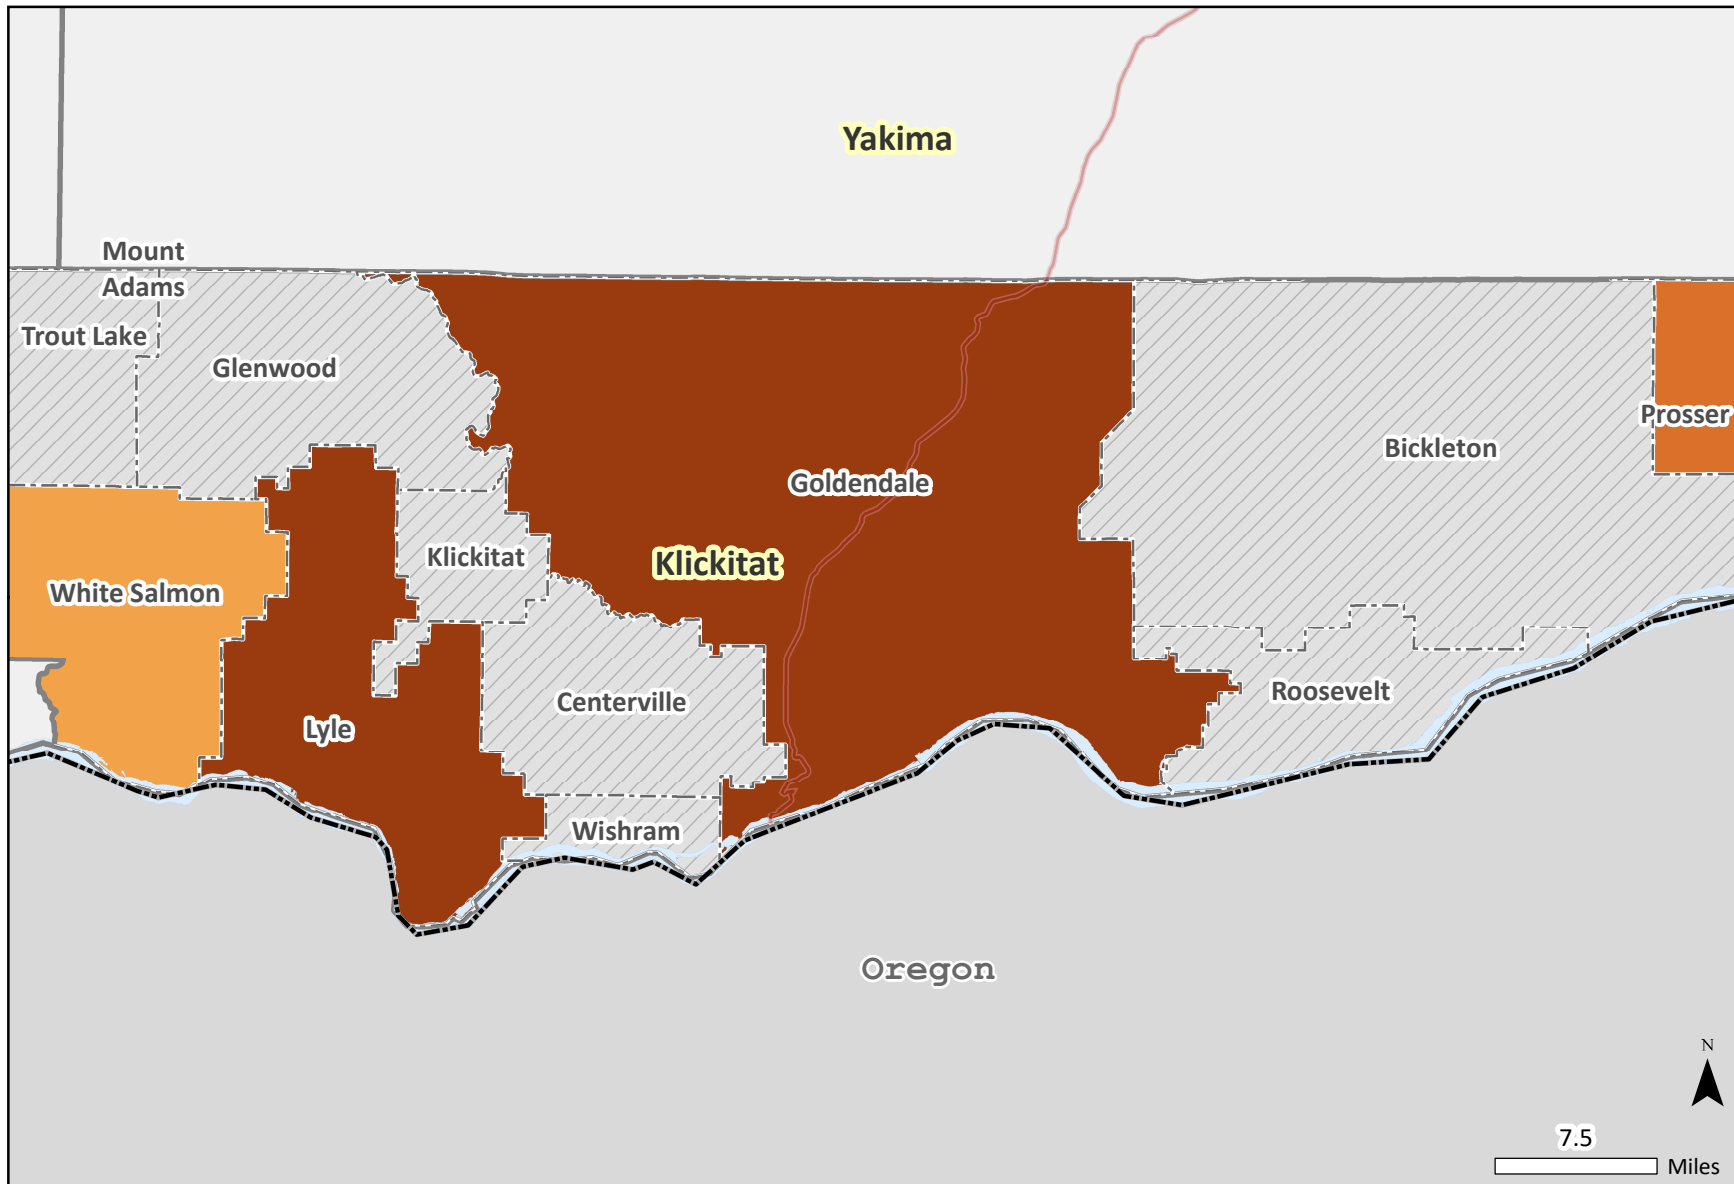 Yakima
Mount
Adams
Trout Lake
Glenwood
Prosser
Bickleton
Goldendale
Klickitat
Klickitat
White Salmon
Roosevelt
Centerville
Lyle
Wishram
Oregon
N
7.5
Miles